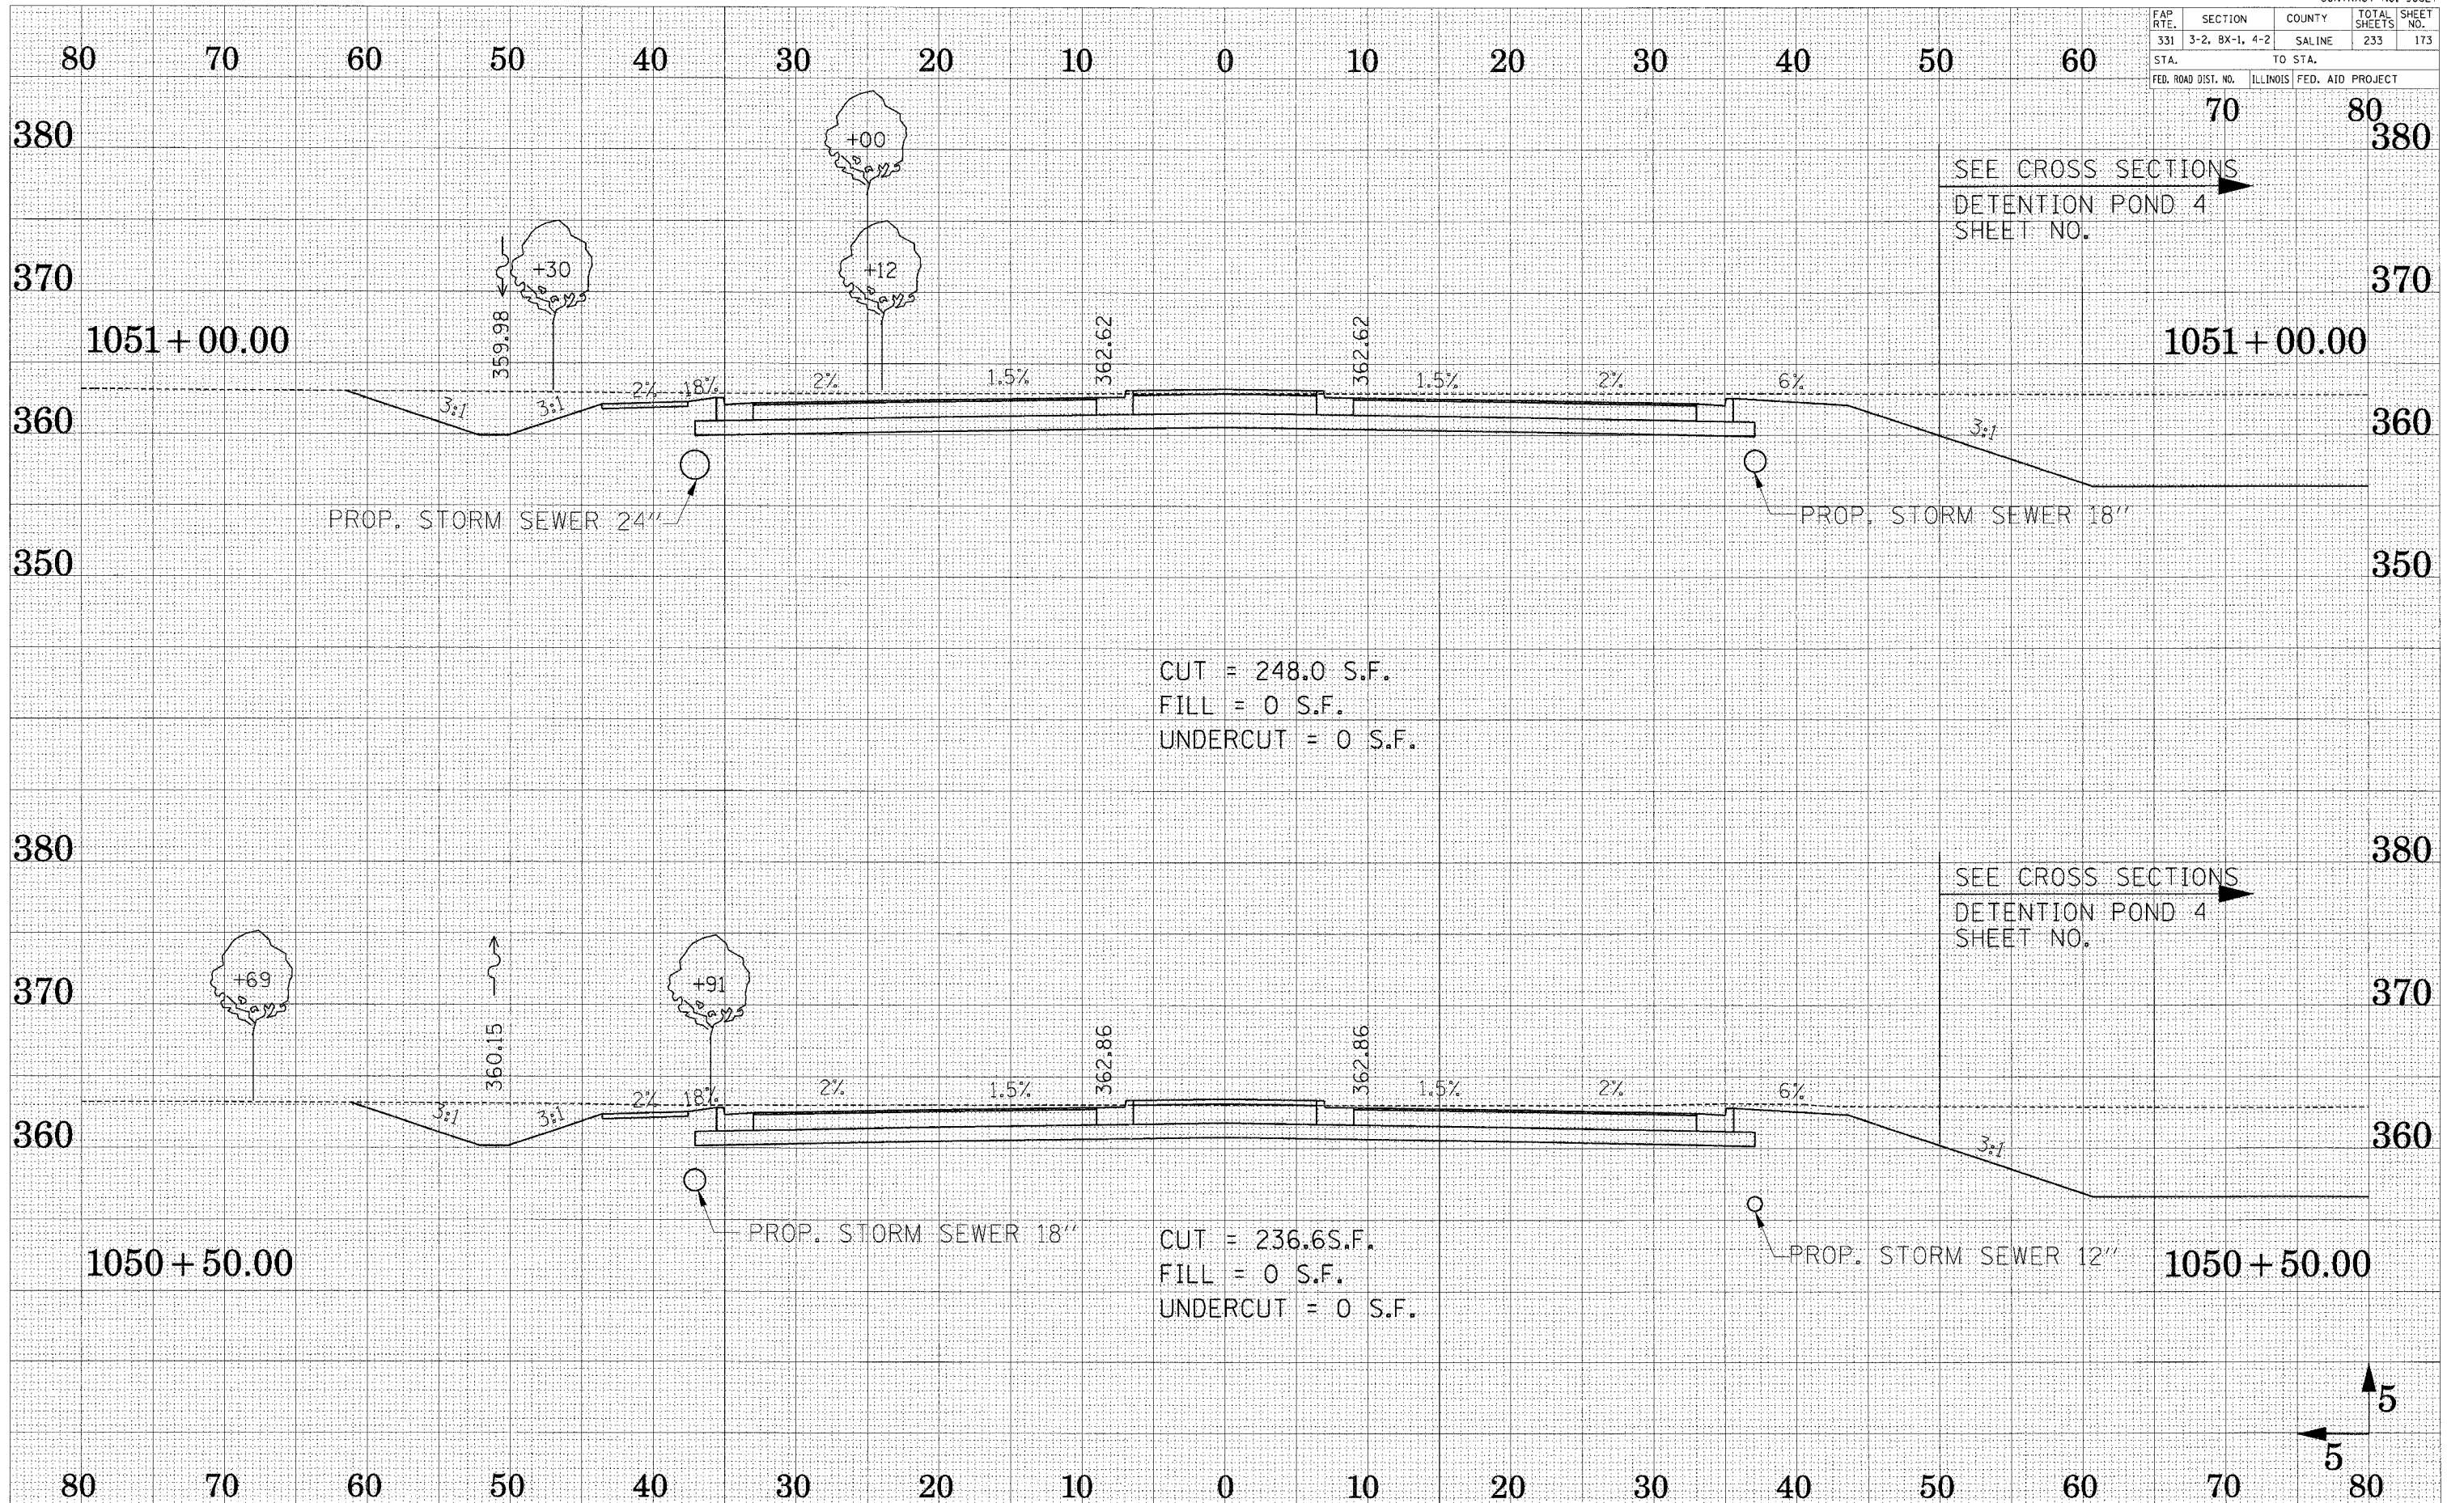 FAP RTE. SECTION COUNTY TOTAL SHEETS SHEET NO.
331 3-2, BX-1, 4-2 SALINE 233 173
STA. TO STA.
FED. ROAD DIST. NO. ILLINOIS FED. AID PROJECT
80 70 60 50 40 30 20 10 0 10 20 30 40 50 60 70 80
380 380
+00
SEE CROSS SECTIONS
DETENTION POND 4
SHEET NO.
+30 +12
370 370
1051+00.00 359.98 362.62 362.62 1051+00.00
3:1 3:1 2% 18% 2% 1.5% 1.5% 2% 6% 3:1
360 360
PROP. STORM SEWER 24" PROP. STORM SEWER 18"
350 350
CUT = 248.0 S.F.
FILL = 0 S.F.
UNDERCUT = 0 S.F.
380 380
SEE CROSS SECTIONS
DETENTION POND 4
SHEET NO.
+69 +91
370 370
360.15 362.86 362.86
3:1 3:1 2% 18% 2% 1.5% 1.5% 2% 6% 3:1
360 360
PROP. STORM SEWER 18" PROP. STORM SEWER 12"
1050+50.00 1050+50.00
CUT = 236.6S.F.
FILL = 0 S.F.
UNDERCUT = 0 S.F.
5
5
80 70 60 50 40 30 20 10 0 10 20 30 40 50 60 70 80